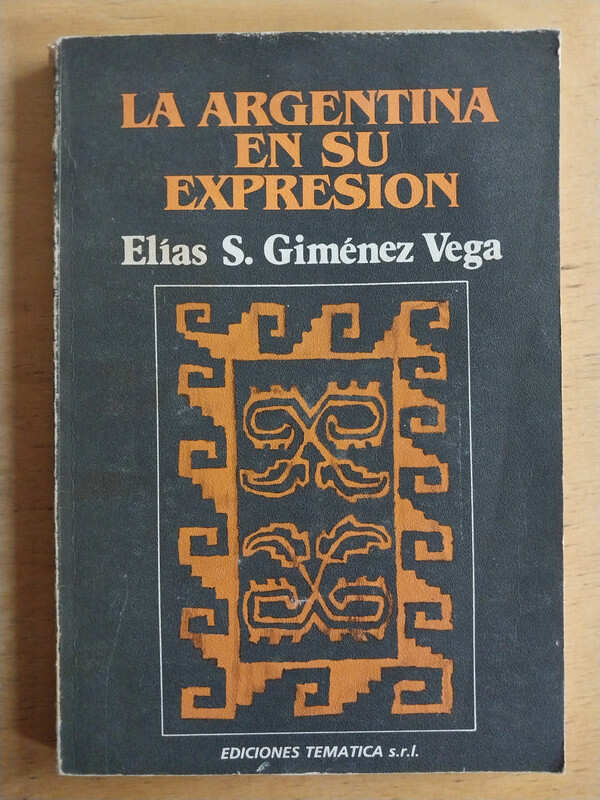 LA ARGENTINA
EN SU
EXPRESION
Elías S. Giménez Vega
EDICIONES TEMATICA s.r.l.